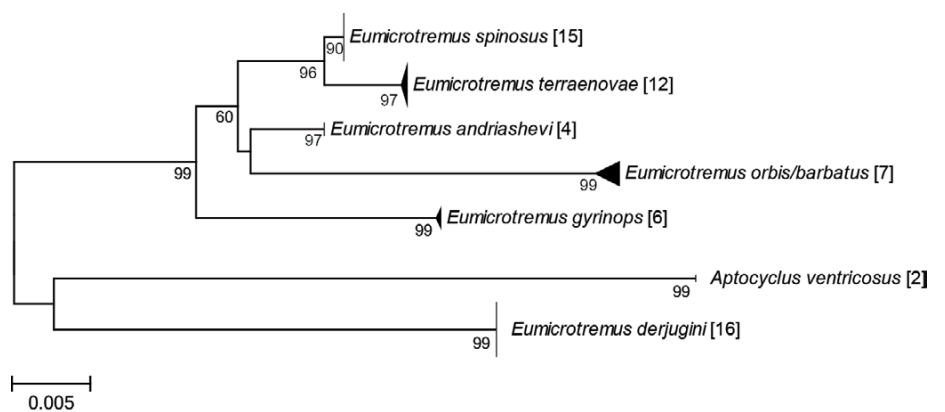 Eumicrotremus spinosus [15]
90
96
Eumicrotremus terraenovae [12]
97
60
Eumicrotremus andriashevi [4]
97
99
Eumicrotremus orbis/barbatus [7]
99
Eumicrotremus gyrinops [6]
99
Aptocyclus ventricosus [2]
99
Eumicrotremus derjugini [16]
99
0.005